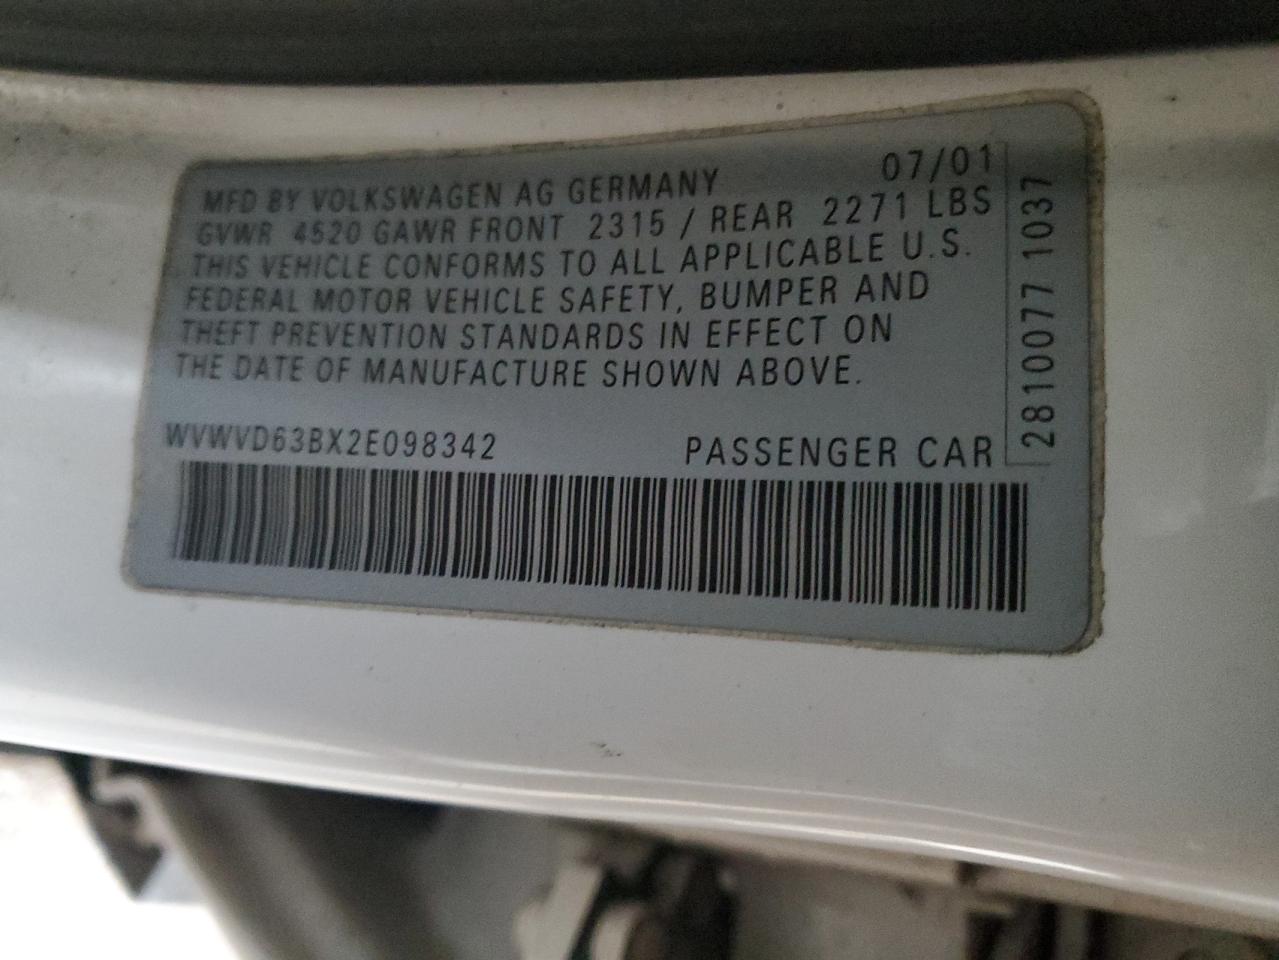 MFD BY VOLKSWAGEN AG GERMANY 07/01
GVWR 4520 GAWR FRONT 2315 / REAR 2271 LBS
THIS VEHICLE CONFORMS TO ALL APPLICABLE U.S.
FEDERAL MOTOR VEHICLE SAFETY, BUMPER AND
THEFT PREVENTION STANDARDS IN EFFECT ON
THE DATE OF MANUFACTURE SHOWN ABOVE.
WVWVD63BX2E098342 PASSENGER CAR
2810077 1037